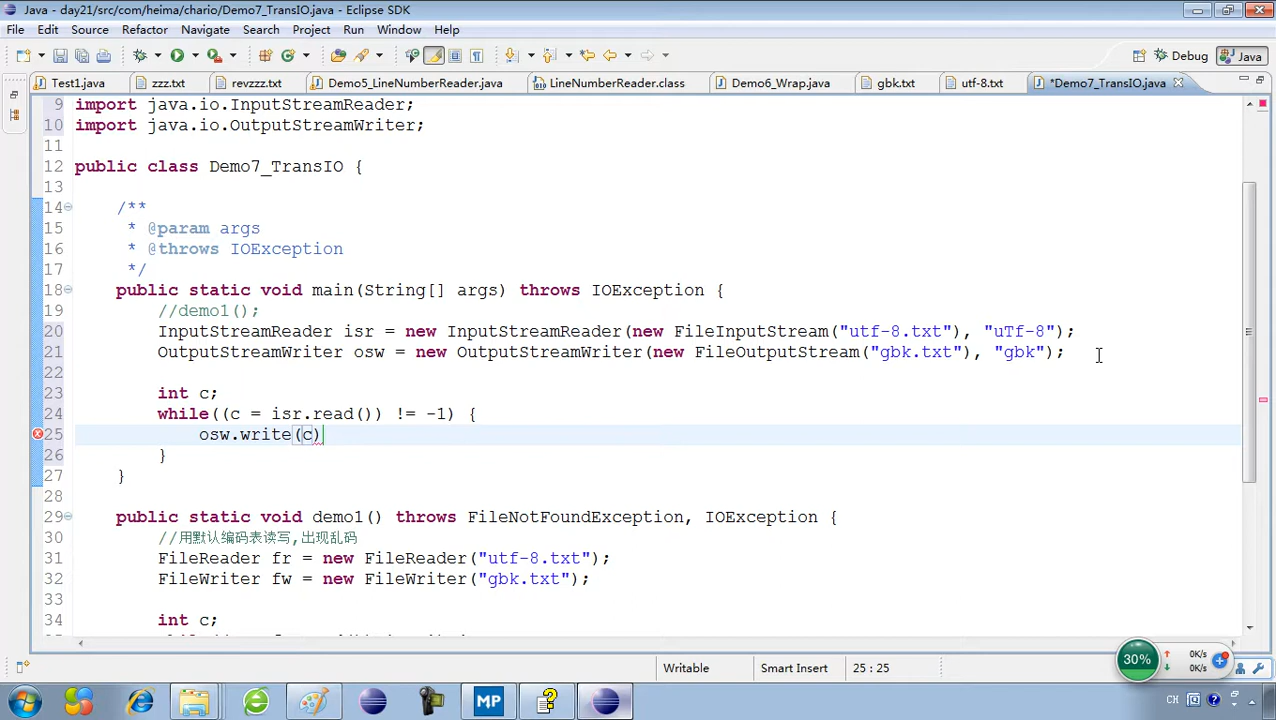 Java - day21/src/com/heima/chario/Demo7_TransIO.java - Eclipse SDK
File Edit Source Refactor Navigate Search Project Run Window Help
Debug Java
Test1.java zzz.txt revzzz.txt Demo5_LineNumberReader.java LineNumberReader.class Demo6_Wrap.java gbk.txt utf-8.txt *Demo7_TransIO.java
9 import java.io.InputStreamReader;
10 import java.io.OutputStreamWriter;
11
12 public class Demo7_TransIO {
13
14 /**
15 * @param args
16 * @throws IOException
17 */
18 public static void main(String[] args) throws IOException {
19 //demo1();
20 InputStreamReader isr = new InputStreamReader(new FileInputStream("utf-8.txt"), "uTf-8");
21 OutputStreamWriter osw = new OutputStreamWriter(new FileOutputStream("gbk.txt"), "gbk");
22
23 int c;
24 while((c = isr.read()) != -1) {
25 osw.write(c)
26 }
27 }
28
29 public static void demo1() throws FileNotFoundException, IOException {
30 //用默认编码表读写,出现乱码
31 FileReader fr = new FileReader("utf-8.txt");
32 FileWriter fw = new FileWriter("gbk.txt");
33
34 int c;
Writable Smart Insert 25 : 25
30% 0K/s
0K/s
MP CK